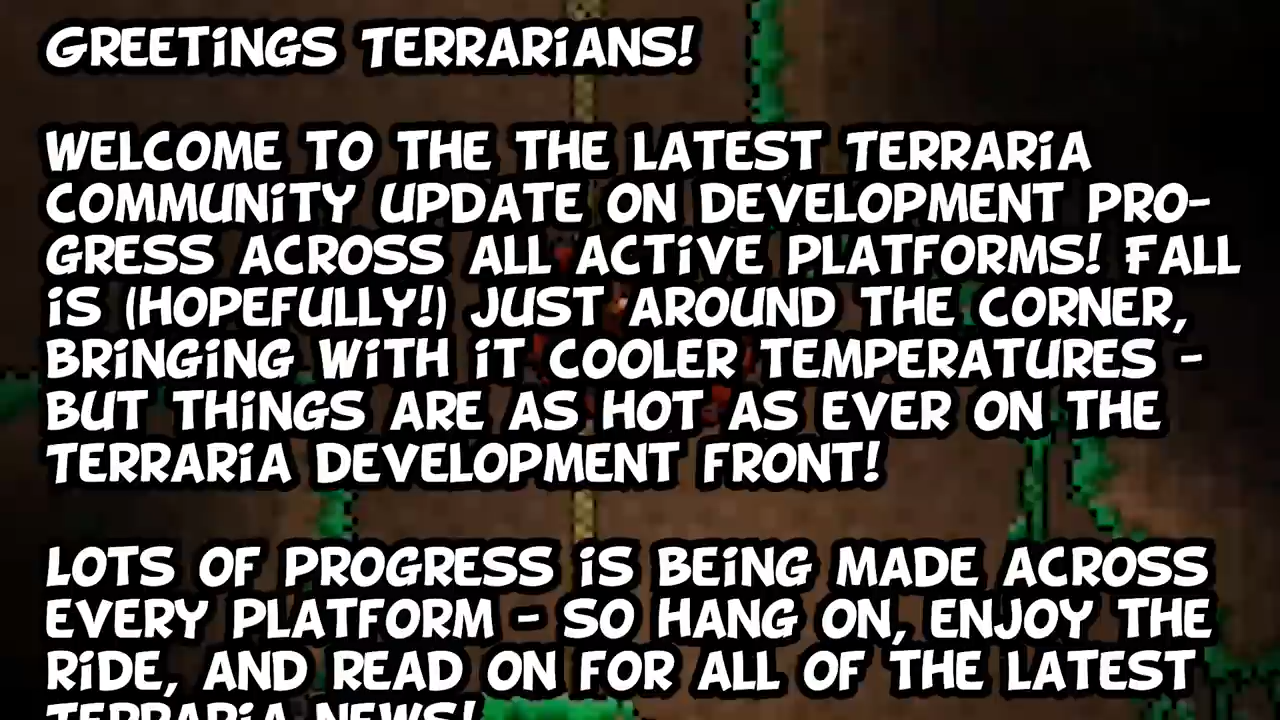 GREETINGS TERRARIANS!
WELCOME TO THE THE LATEST TERRARIA
COMMUNITY UPDATE ON DEVELOPMENT PRO-
GRESS ACROSS ALL ACTIVE PLATFORMS! FALL
IS (HOPEFULLY!) JUST AROUND THE CORNER,
BRINGING WITH IT COOLER TEMPERATURES -
BUT THINGS ARE AS HOT AS EVER ON THE
TERRARIA DEVELOPMENT FRONT!
LOTS OF PROGRESS IS BEING MADE ACROSS
EVERY PLATFORM - SO HANG ON, ENJOY THE
RIDE, AND READ ON FOR ALL OF THE LATEST
TERRARIA NEWS!